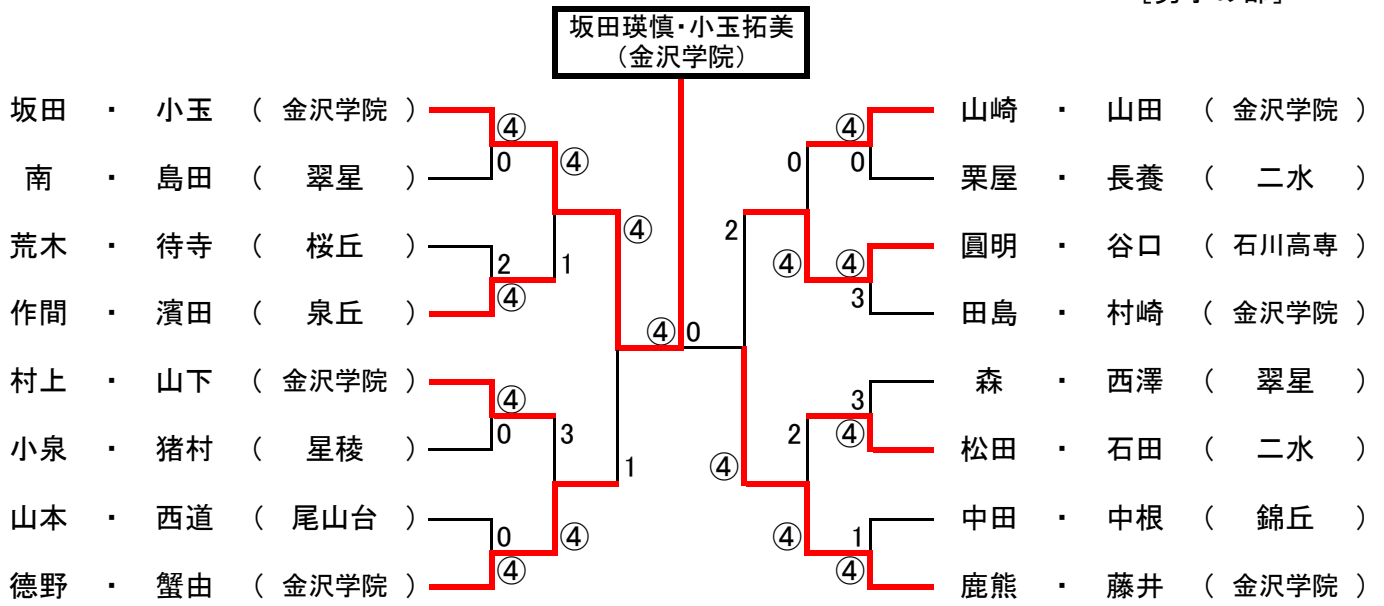 坂田瑛慎・小玉拓美
（金沢学院）
坂田 ・ 小玉 （ 金沢学院 ）
④
0
南 ・ 島田 （ 翠星 ）
④
荒木 ・ 待寺 （ 桜丘 ）
2
④
作間 ・ 濱田 （ 泉丘 ）
1
④
村上 ・ 山下 （ 金沢学院 ）
④
0
小泉 ・ 猪村 （ 星稜 ）
3
山本 ・ 西道 （ 尾山台 ）
0
④
徳野 ・ 蟹由 （ 金沢学院 ）
④
1
④
0
山崎 ・ 山田 （ 金沢学院 ）
④
0
栗屋 ・ 長養 （ 二水 ）
0
圓明 ・ 谷口 （ 石川高専 ）
④
3
田島 ・ 村崎 （ 金沢学院 ）
④
2
森 ・ 西澤 （ 翠星 ）
3
④
松田 ・ 石田 （ 二水 ）
2
④
中田 ・ 中根 （ 錦丘 ）
1
④
鹿熊 ・ 藤井 （ 金沢学院 ）
④